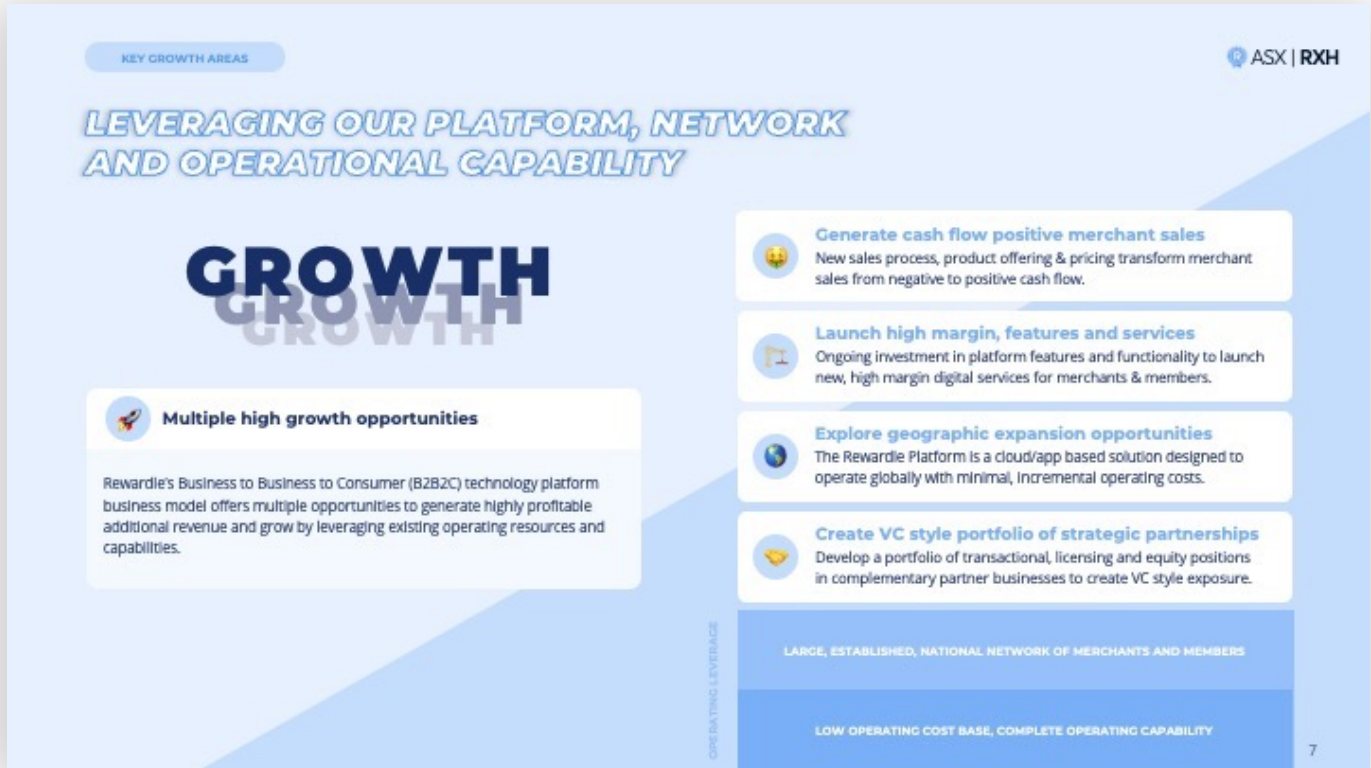 KEY GROWTH AREAS
ASX | RXH
LEVERAGING OUR PLATFORM, NETWORK
AND OPERATIONAL CAPABILITY
GROWTH
GROWTH
GROWTH
Multiple high growth opportunities
Rewardle's Business to Business to Consumer (B2B2C) technology platform
business model offers multiple opportunities to generate highly profitable
additional revenue and grow by leveraging existing operating resources and
capabilities.
Generate cash flow positive merchant sales
New sales process, product offering & pricing transform merchant
sales from negative to positive cash flow.
Launch high margin, features and services
Ongoing investment in platform features and functionality to launch
new, high margin digital services for merchants & members.
Explore geographic expansion opportunities
The Rewardle Platform is a cloud/app based solution designed to
operate globally with minimal, incremental operating costs.
Create VC style portfolio of strategic partnerships
Develop a portfolio of transactional, licensing and equity positions
in complementary partner businesses to create VC style exposure.
OPERATING LEVERAGE
LARGE, ESTABLISHED, NATIONAL NETWORK OF MERCHANTS AND MEMBERS
LOW OPERATING COST BASE, COMPLETE OPERATING CAPABILITY
7